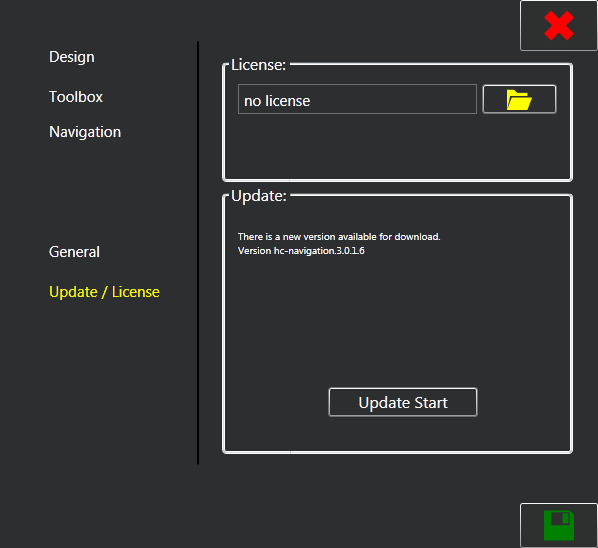 Design
Toolbox
Navigation
General
Update / License
License:
no license
Update:
There is a new version available for download.
Version hc-navigation.3.0.1.6
Update Start